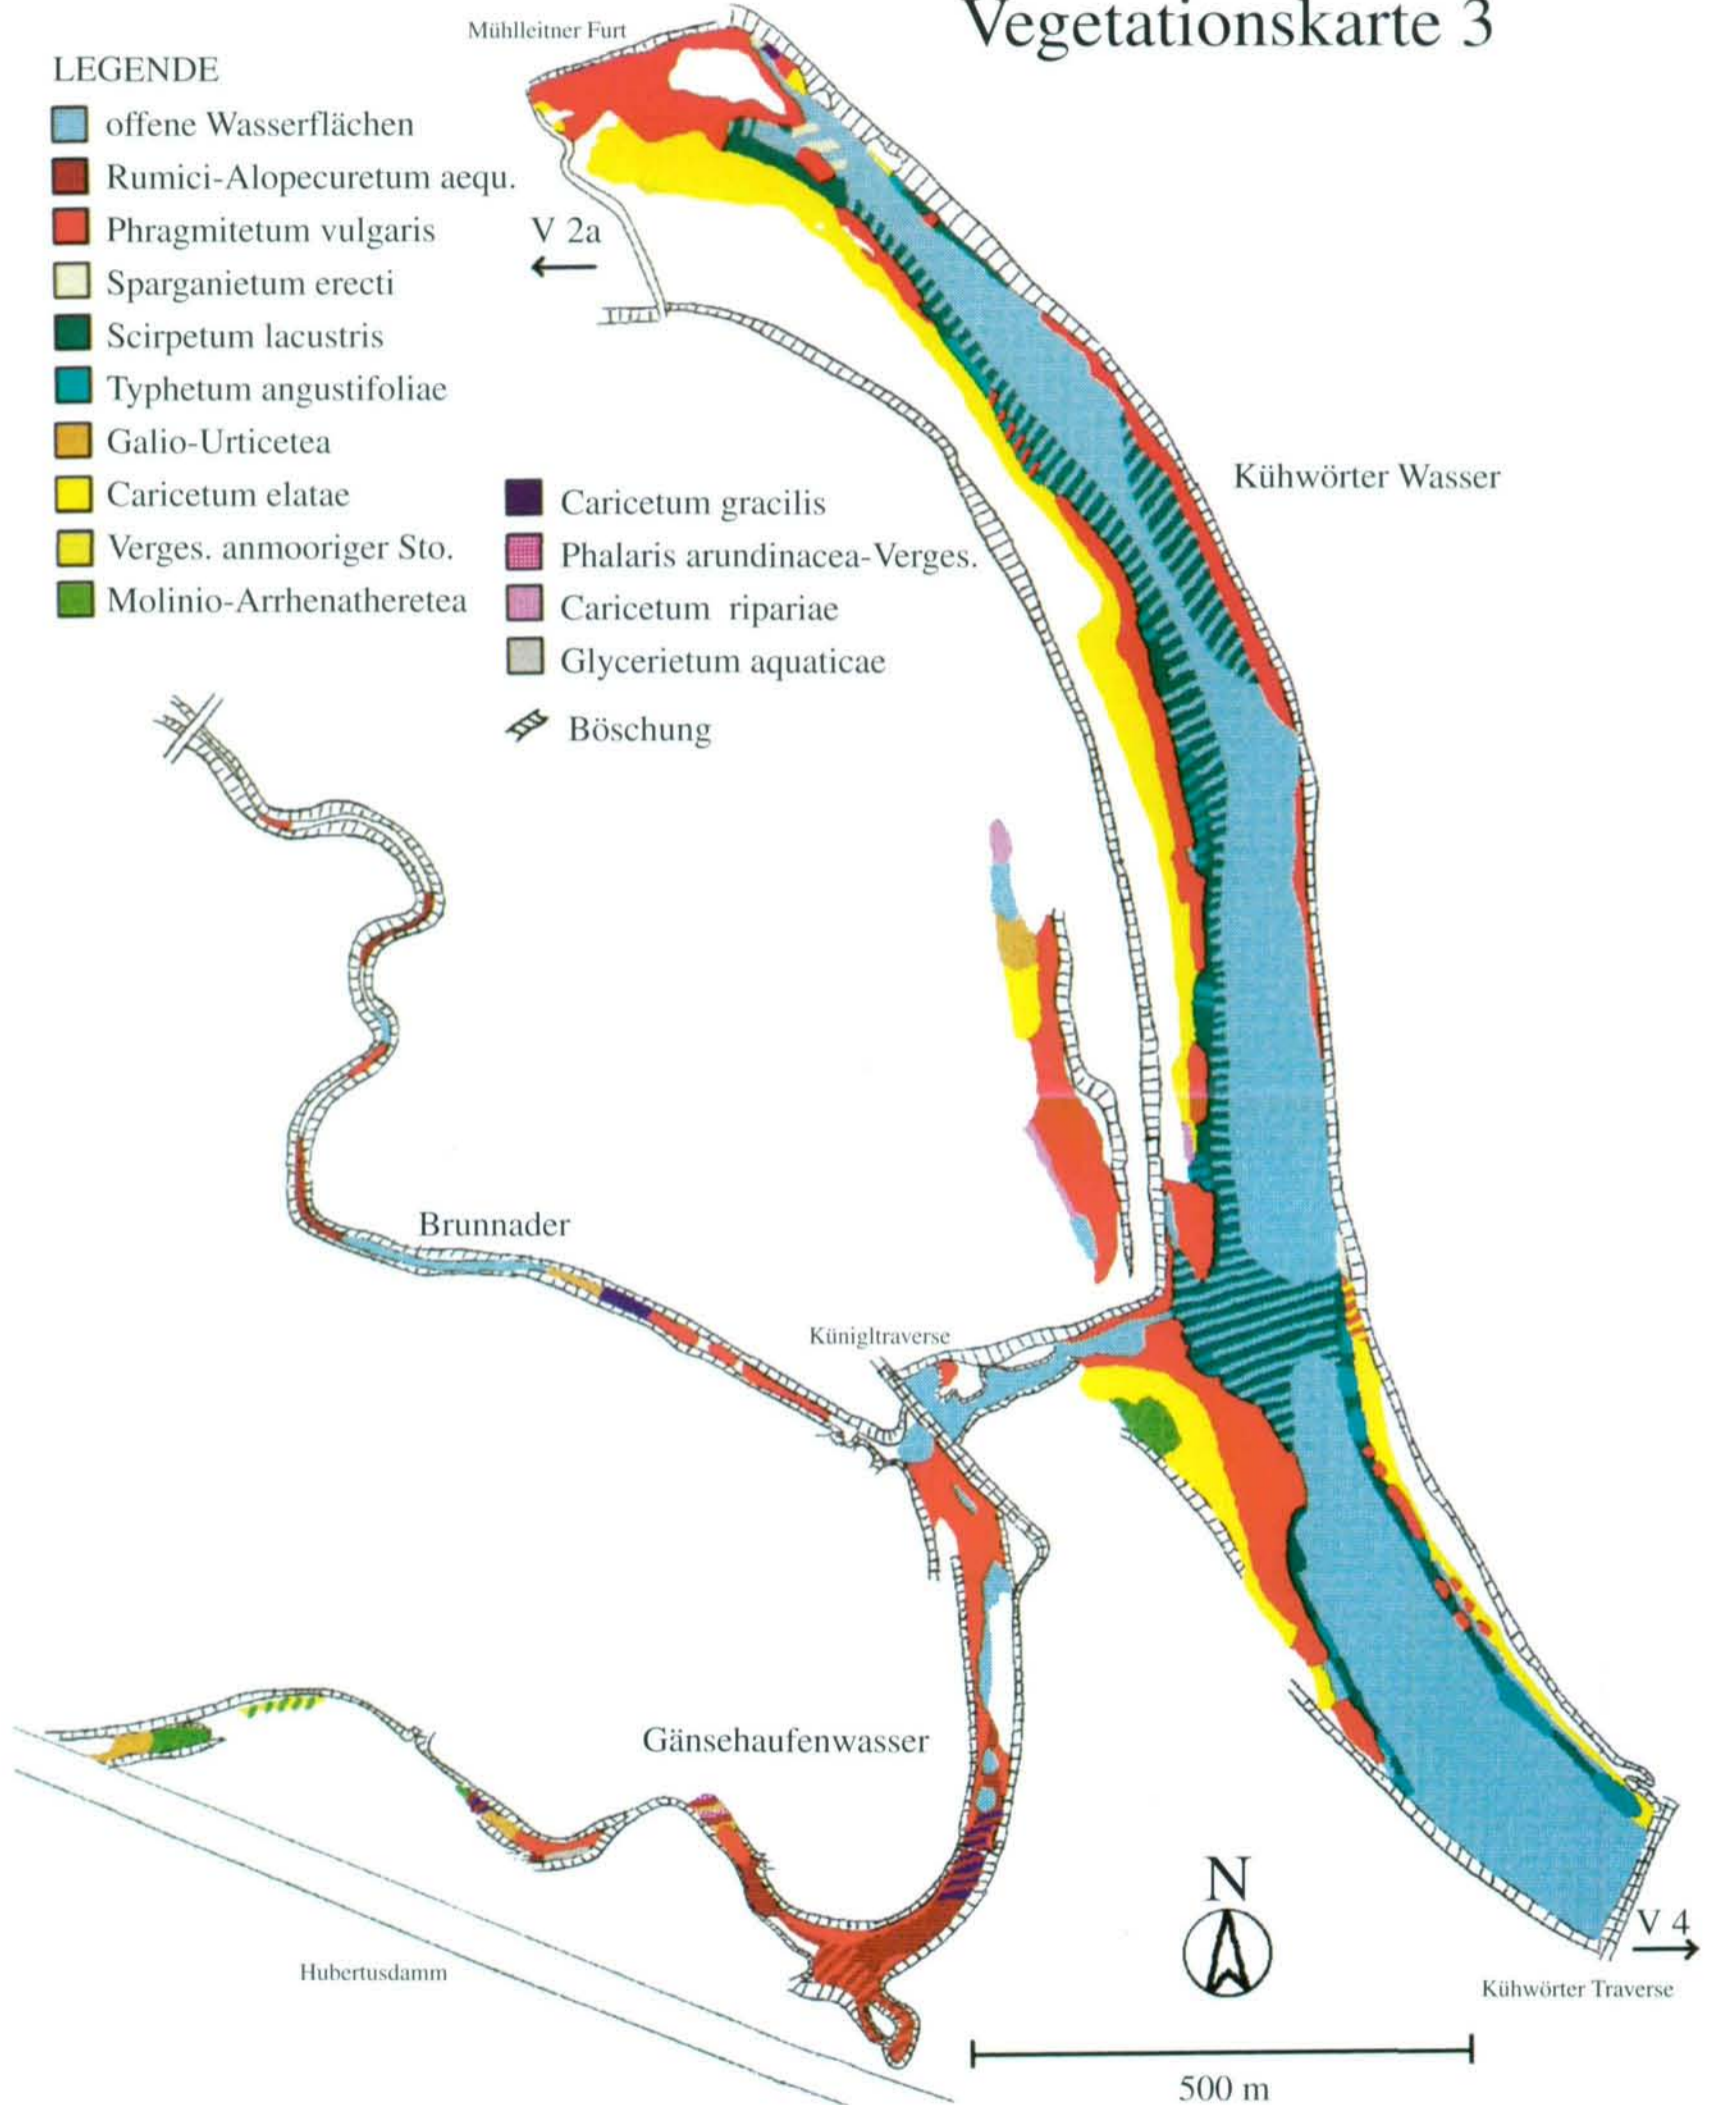 Vegetationskarte 3
Mühlleitner Furt
LEGENDE
offene Wasserflächen
Rumici-Alopecuretum aequ.
Phragmitetum vulgaris
Sparganietum erecti
Scirpetum lacustris
Typhetum angustifoliae
Galio-Urticetea
Caricetum elatae
Verges. anmooriger Sto.
Molinio-Arrhenatheretea
Caricetum gracilis
Phalaris arundinacea-Verges.
Caricetum ripariae
Glycerietum aquaticae
Böschung
V 2a
Kühwörter Wasser
Brunnader
Künigltraverse
Gänsehaufenwasser
Hubertusdamm
N
V 4
Kühwörter Traverse
500 m